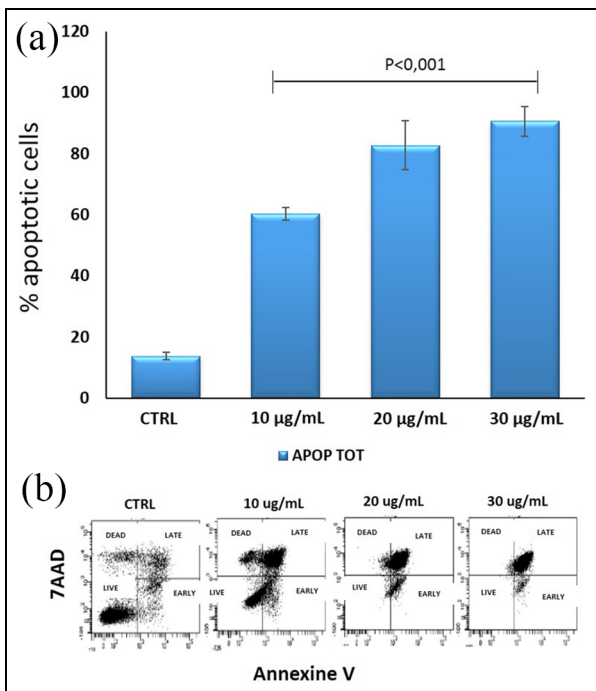 (a)
120
100
80
60
40
20
0
% apoptotic cells
P<0,001
CTRL 10 µg/mL 20 µg/mL 30 µg/mL
APOP TOT
(b)
CTRL 10 ug/mL 20 ug/mL 30 ug/mL
7AAD
DEAD LATE DEAD LATE DEAD LATE DEAD LATE
LIVE EARLY LIVE EARLY LIVE EARLY LIVE EARLY
Annexine V